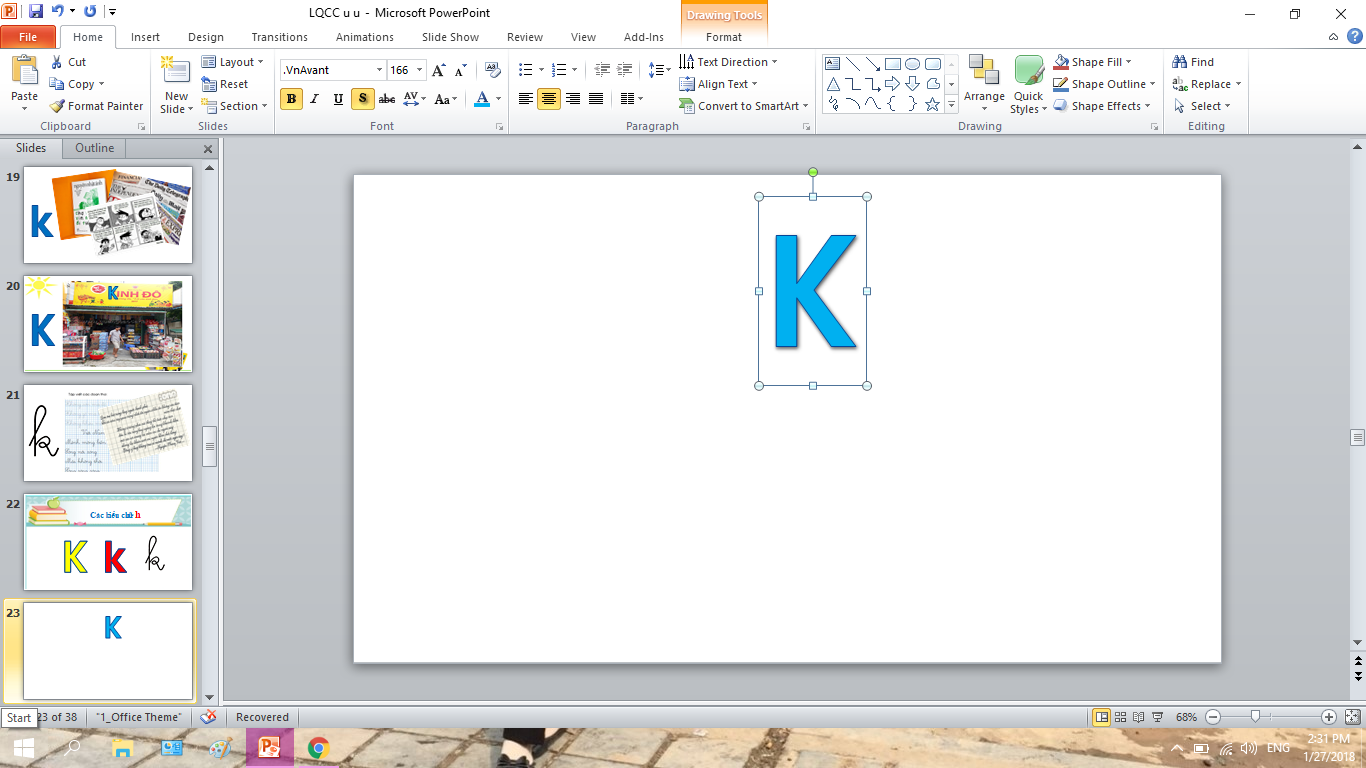 LQCC u u - Microsoft PowerPoint
Drawing Tools
File Home Insert Design Transitions Animations Slide Show Review View Add-Ins Format
Paste
Cut
Copy
Format Painter
Clipboard
New Slide
Layout
Reset
Section
Slides
.VnAvant 166
B I U S abc AV Aa A
Font
Text Direction
Align Text
Convert to SmartArt
Paragraph
Arrange
Quick Styles
Shape Fill
Shape Outline
Shape Effects
Drawing
Find
Replace
Select
Editing
Slides Outline
19
k
20
KINH ĐÔ
K
21
k
22
Các kiểu chữ h
K k k
23
K
K
Start
23 of 38 "1_Office Theme" Recovered 68%
ENG
2:31 PM
1/27/2018